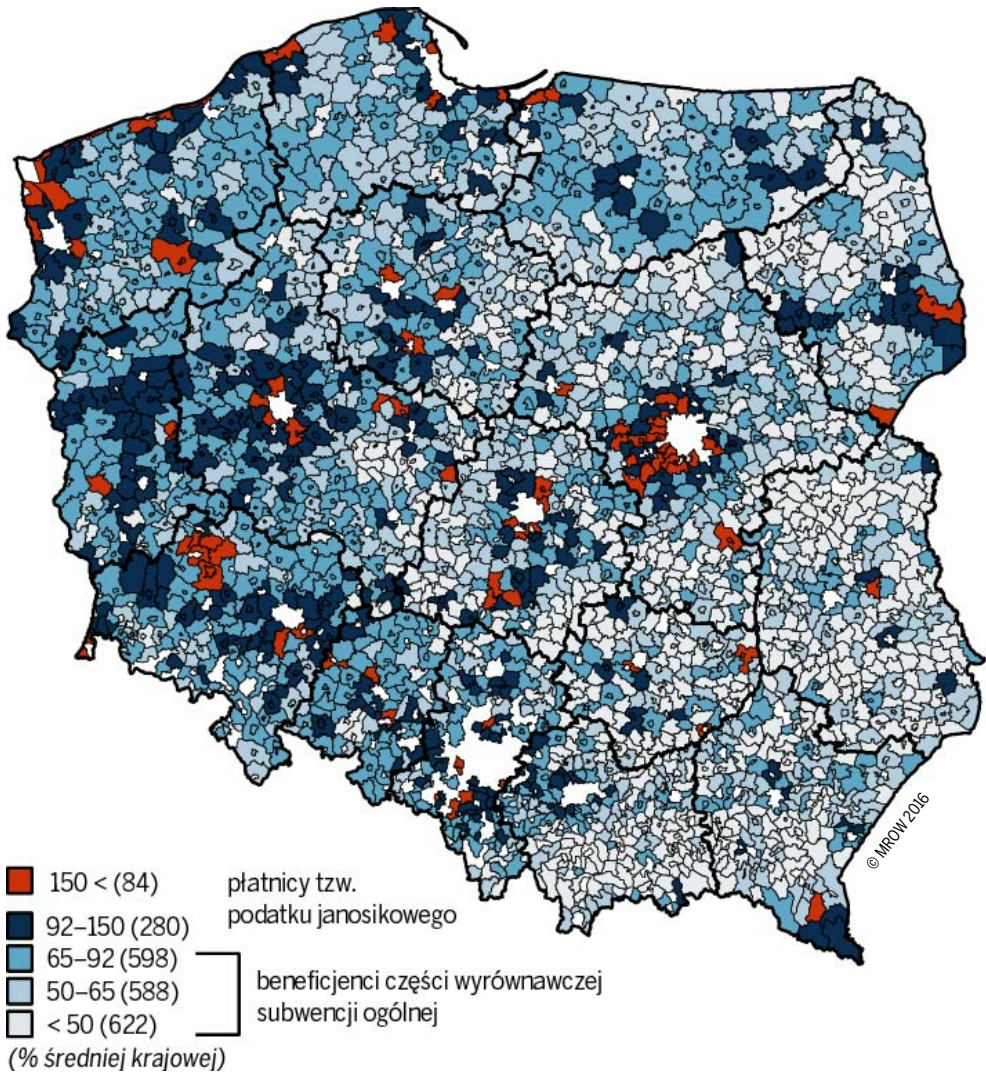 © MROW 2016
150 < (84)
płatnicy tzw.
podatku janosikowego
92–150 (280)
65–92 (598)
50–65 (588)
< 50 (622)
beneficjenci części wyrównawczej
subwencji ogólnej
(% średniej krajowej)